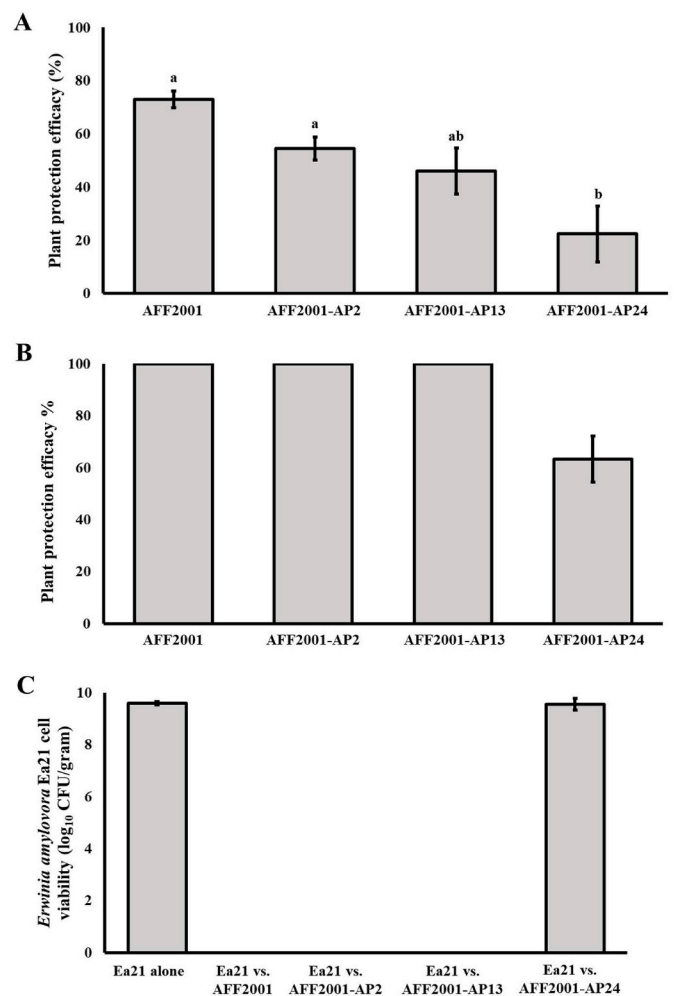 A
Plant protection efficacy (%)
100
80
60
40
20
0
a
a
ab
b
AFF2001
AFF2001-AP2
AFF2001-AP13
AFF2001-AP24
B
Plant protection efficacy %
100
80
60
40
20
0
AFF2001
AFF2001-AP2
AFF2001-AP13
AFF2001-AP24
C
Erwinia amylovora Ea21 cell
viability (log₁₀ CFU/gram)
10
8
6
4
2
0
Ea21 alone
Ea21 vs.
AFF2001
Ea21 vs.
AFF2001-AP2
Ea21 vs.
AFF2001-AP13
Ea21 vs.
AFF2001-AP24